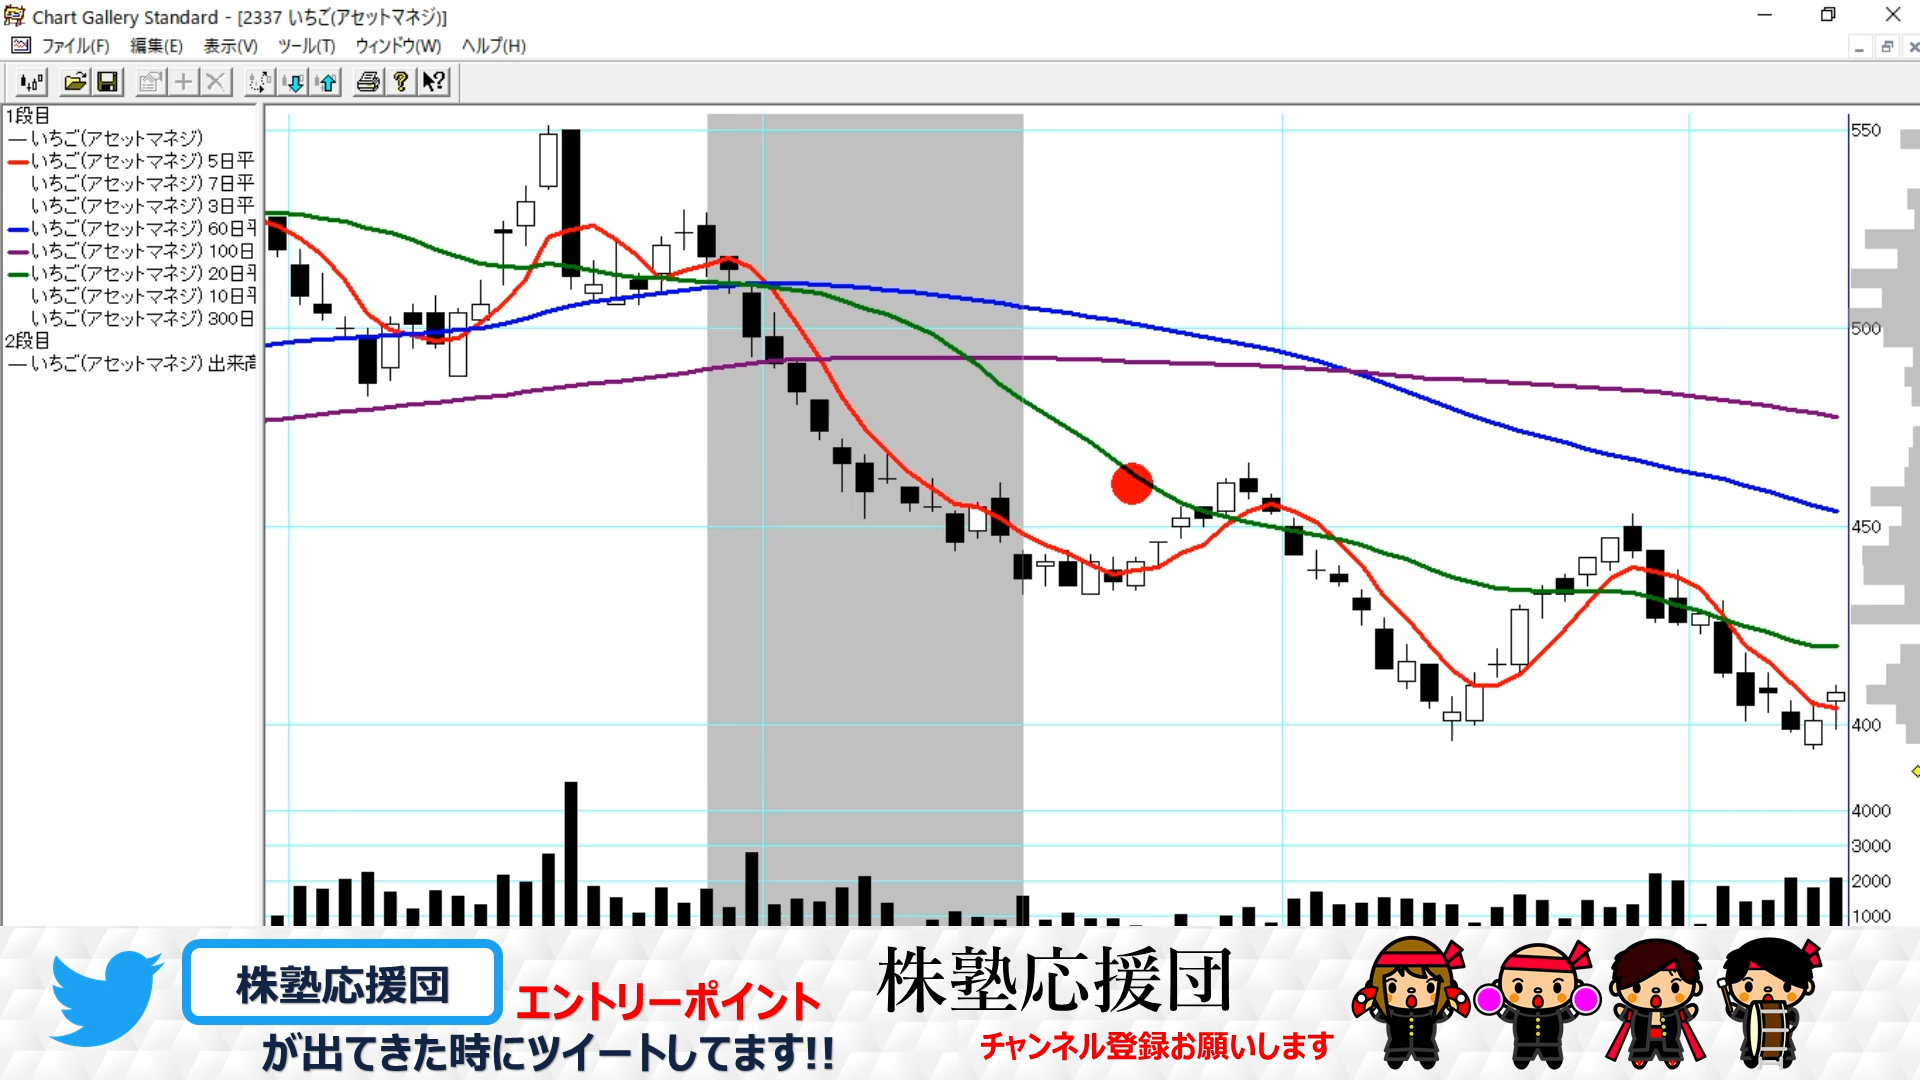 Chart Gallery Standard - [2337 いちご(アセットマネジ)]
ファイル(F) 編集(E) 表示(V) ツール(T) ウィンドウ(W) ヘルプ(H)
1段目
いちご(アセットマネジ)
いちご(アセットマネジ) 5日平
いちご(アセットマネジ) 7日平
いちご(アセットマネジ) 3日平
いちご(アセットマネジ) 60日平
いちご(アセットマネジ) 100日
いちご(アセットマネジ) 20日平
いちご(アセットマネジ) 10日平
いちご(アセットマネジ) 300日
2段目
いちご(アセットマネジ) 出来高
550
500
450
400
4000
3000
2000
1000
株塾応援団
エントリーポイント
が出てきた時にツイートしてます!!
株塾応援団
チャンネル登録お願いします